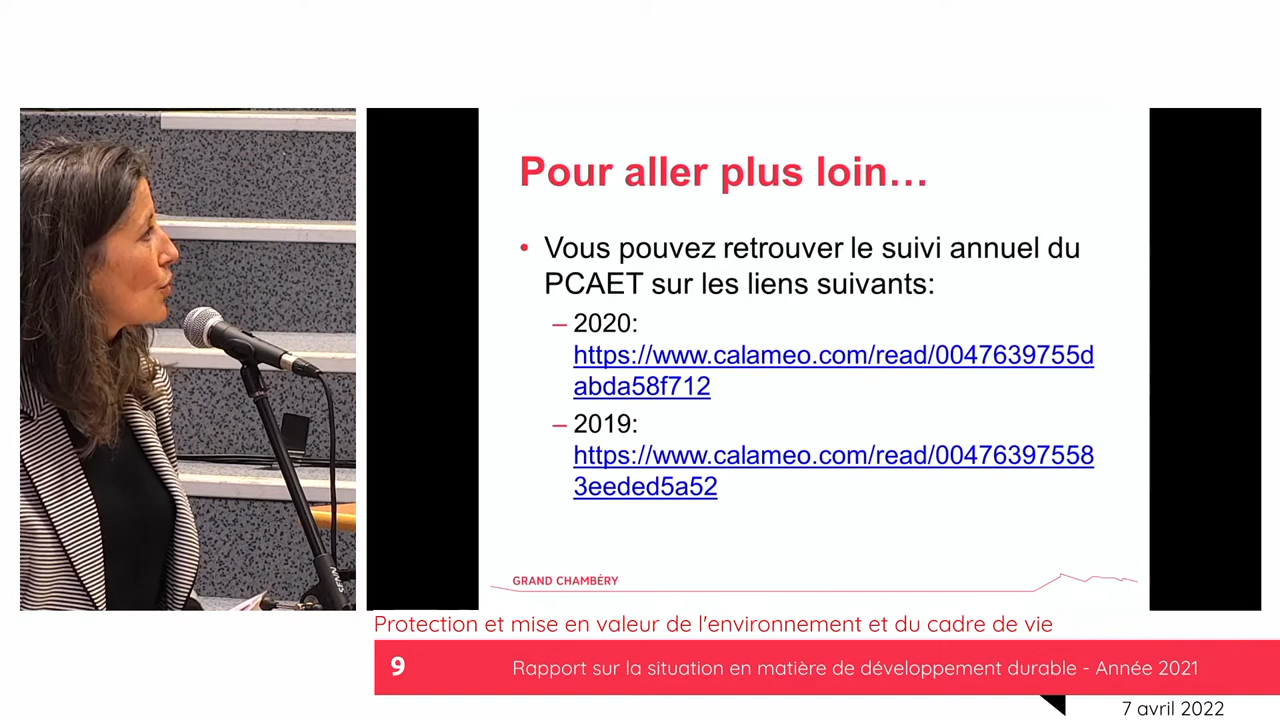 Pour aller plus loin…
• Vous pouvez retrouver le suivi annuel du
PCAET sur les liens suivants:
– 2020:
https://www.calameo.com/read/0047639755d
abda58f712
– 2019:
https://www.calameo.com/read/00476397558
3eeded5a52
GRAND CHAMBÉRY
Protection et mise en valeur de l'environnement et du cadre de vie
9
Rapport sur la situation en matière de développement durable - Année 2021
7 avril 2022